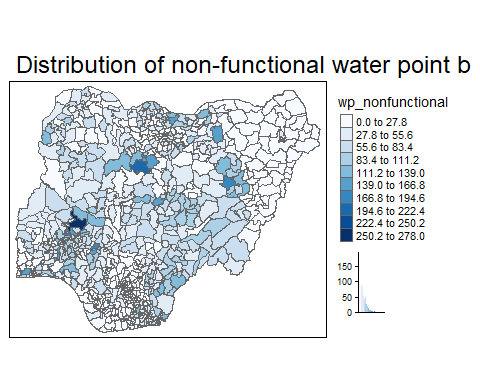 Distribution of non-functional water point b
wp_nonfunctional
0.0 to 27.8
27.8 to 55.6
55.6 to 83.4
83.4 to 111.2
111.2 to 139.0
139.0 to 166.8
166.8 to 194.6
194.6 to 222.4
222.4 to 250.2
250.2 to 278.0
150
100
50
0